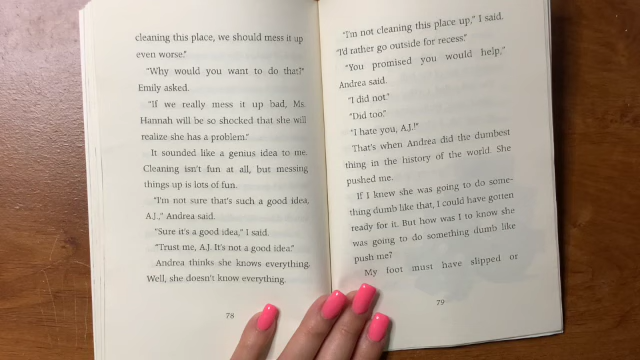 cleaning this place, we should mess it up
even worse."
"Why would you want to do that?"
Emily asked.
"If we really mess it up bad, Ms.
Hannah will be so shocked that she will
realize she has a problem."
It sounded like a genius idea to me.
Cleaning isn't fun at all, but messing
things up is lots of fun.
"I'm not sure that's such a good idea,
A.J.," Andrea said.
"Sure it's a good idea," I said.
"Trust me, A.J. It's not a good idea."
Andrea thinks she knows everything.
Well, she doesn't know everything.
78
"I'm not cleaning this place up," I said.
"I'd rather go outside for recess."
"You promised you would help,"
Andrea said.
"I did not."
"Did too."
"I hate you, A.J.!"
That's when Andrea did the dumbest
thing in the history of the world. She
pushed me.
If I knew she was going to do some-
thing dumb like that, I could have gotten
ready for it. But how was I to know she
was going to do something dumb like
push me?
My foot must have slipped or
79